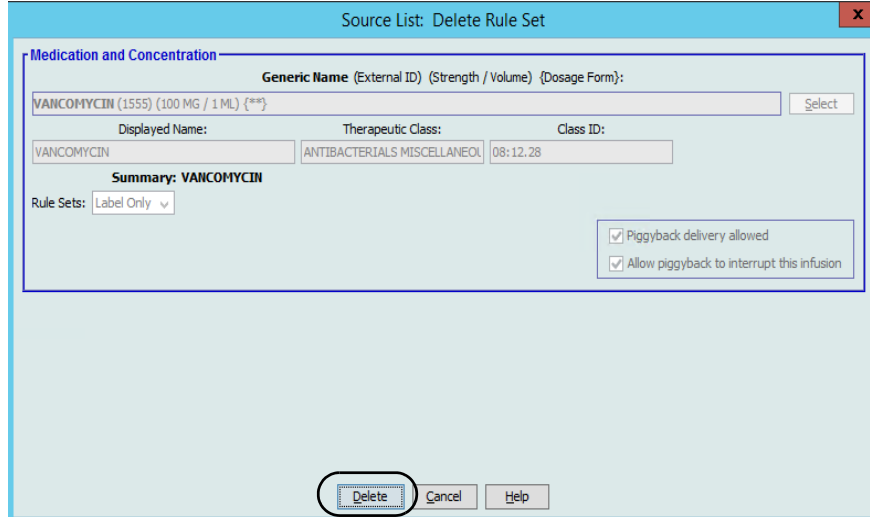 Source List: Delete Rule Set
x
Medication and Concentration
Generic Name (External ID) (Strength / Volume) {Dosage Form}:
VANCOMYCIN (1555) (100 MG / 1 ML) {**}
Select
Displayed Name: Therapeutic Class: Class ID:
VANCOMYCIN ANTIBACTERIALS MISCELLANEOU 08:12.28
Summary: VANCOMYCIN
Rule Sets: Label Only
Piggyback delivery allowed
Allow piggyback to interrupt this infusion
Delete Cancel Help